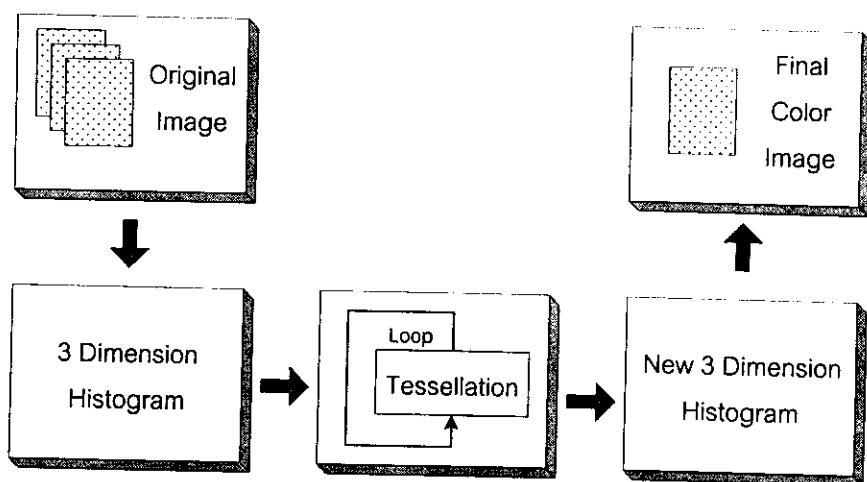 Original
Image
3 Dimension
Histogram
Loop
Tessellation
New 3 Dimension
Histogram
Final
Color
Image